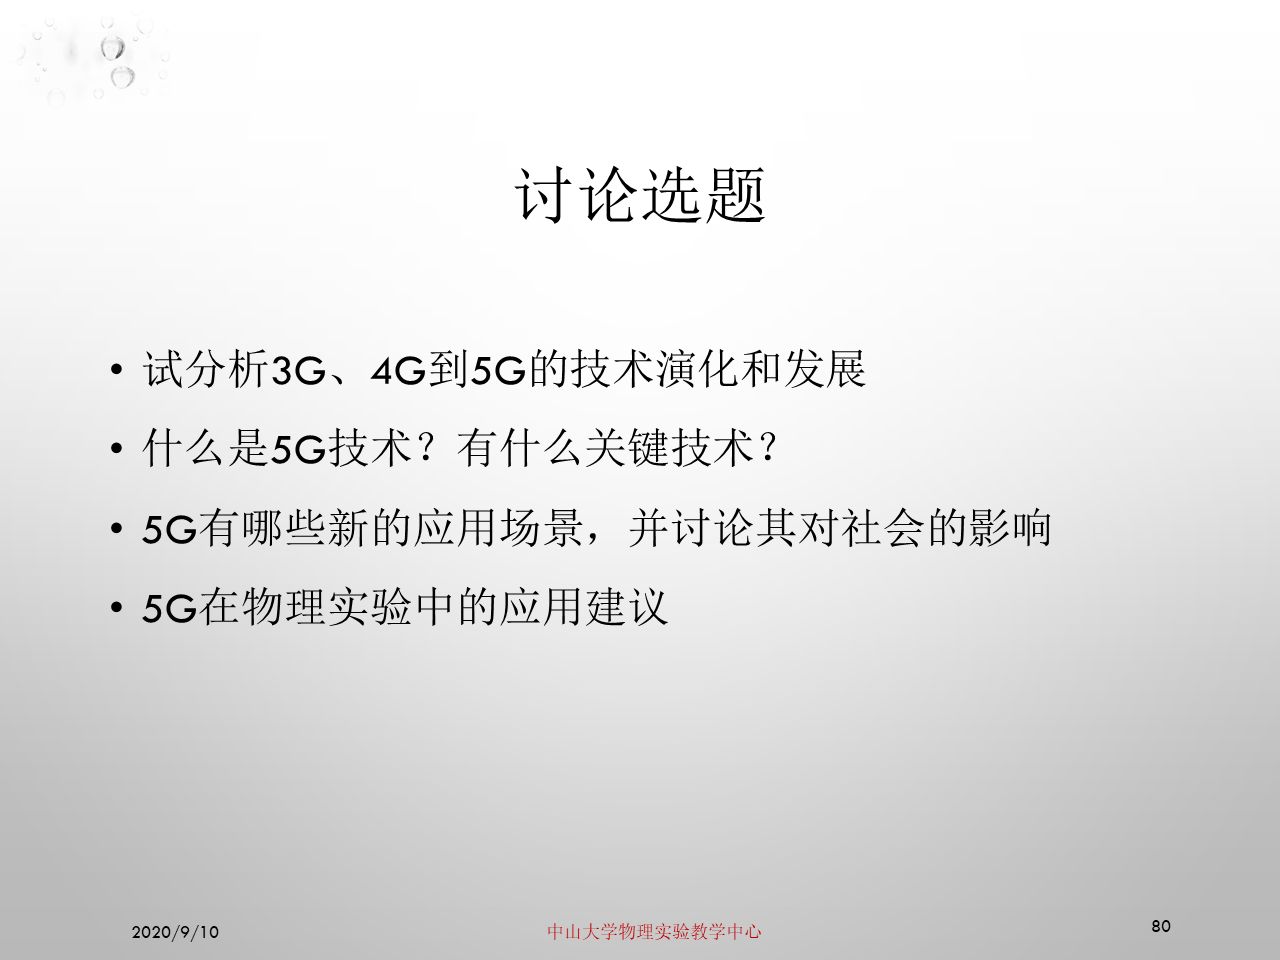 讨论选题
• 试分析3G、4G到5G的技术演化和发展
• 什么是5G技术？有什么关键技术？
• 5G有哪些新的应用场景，并讨论其对社会的影响
• 5G在物理实验中的应用建议
2020/9/10
中山大学物理实验教学中心
80